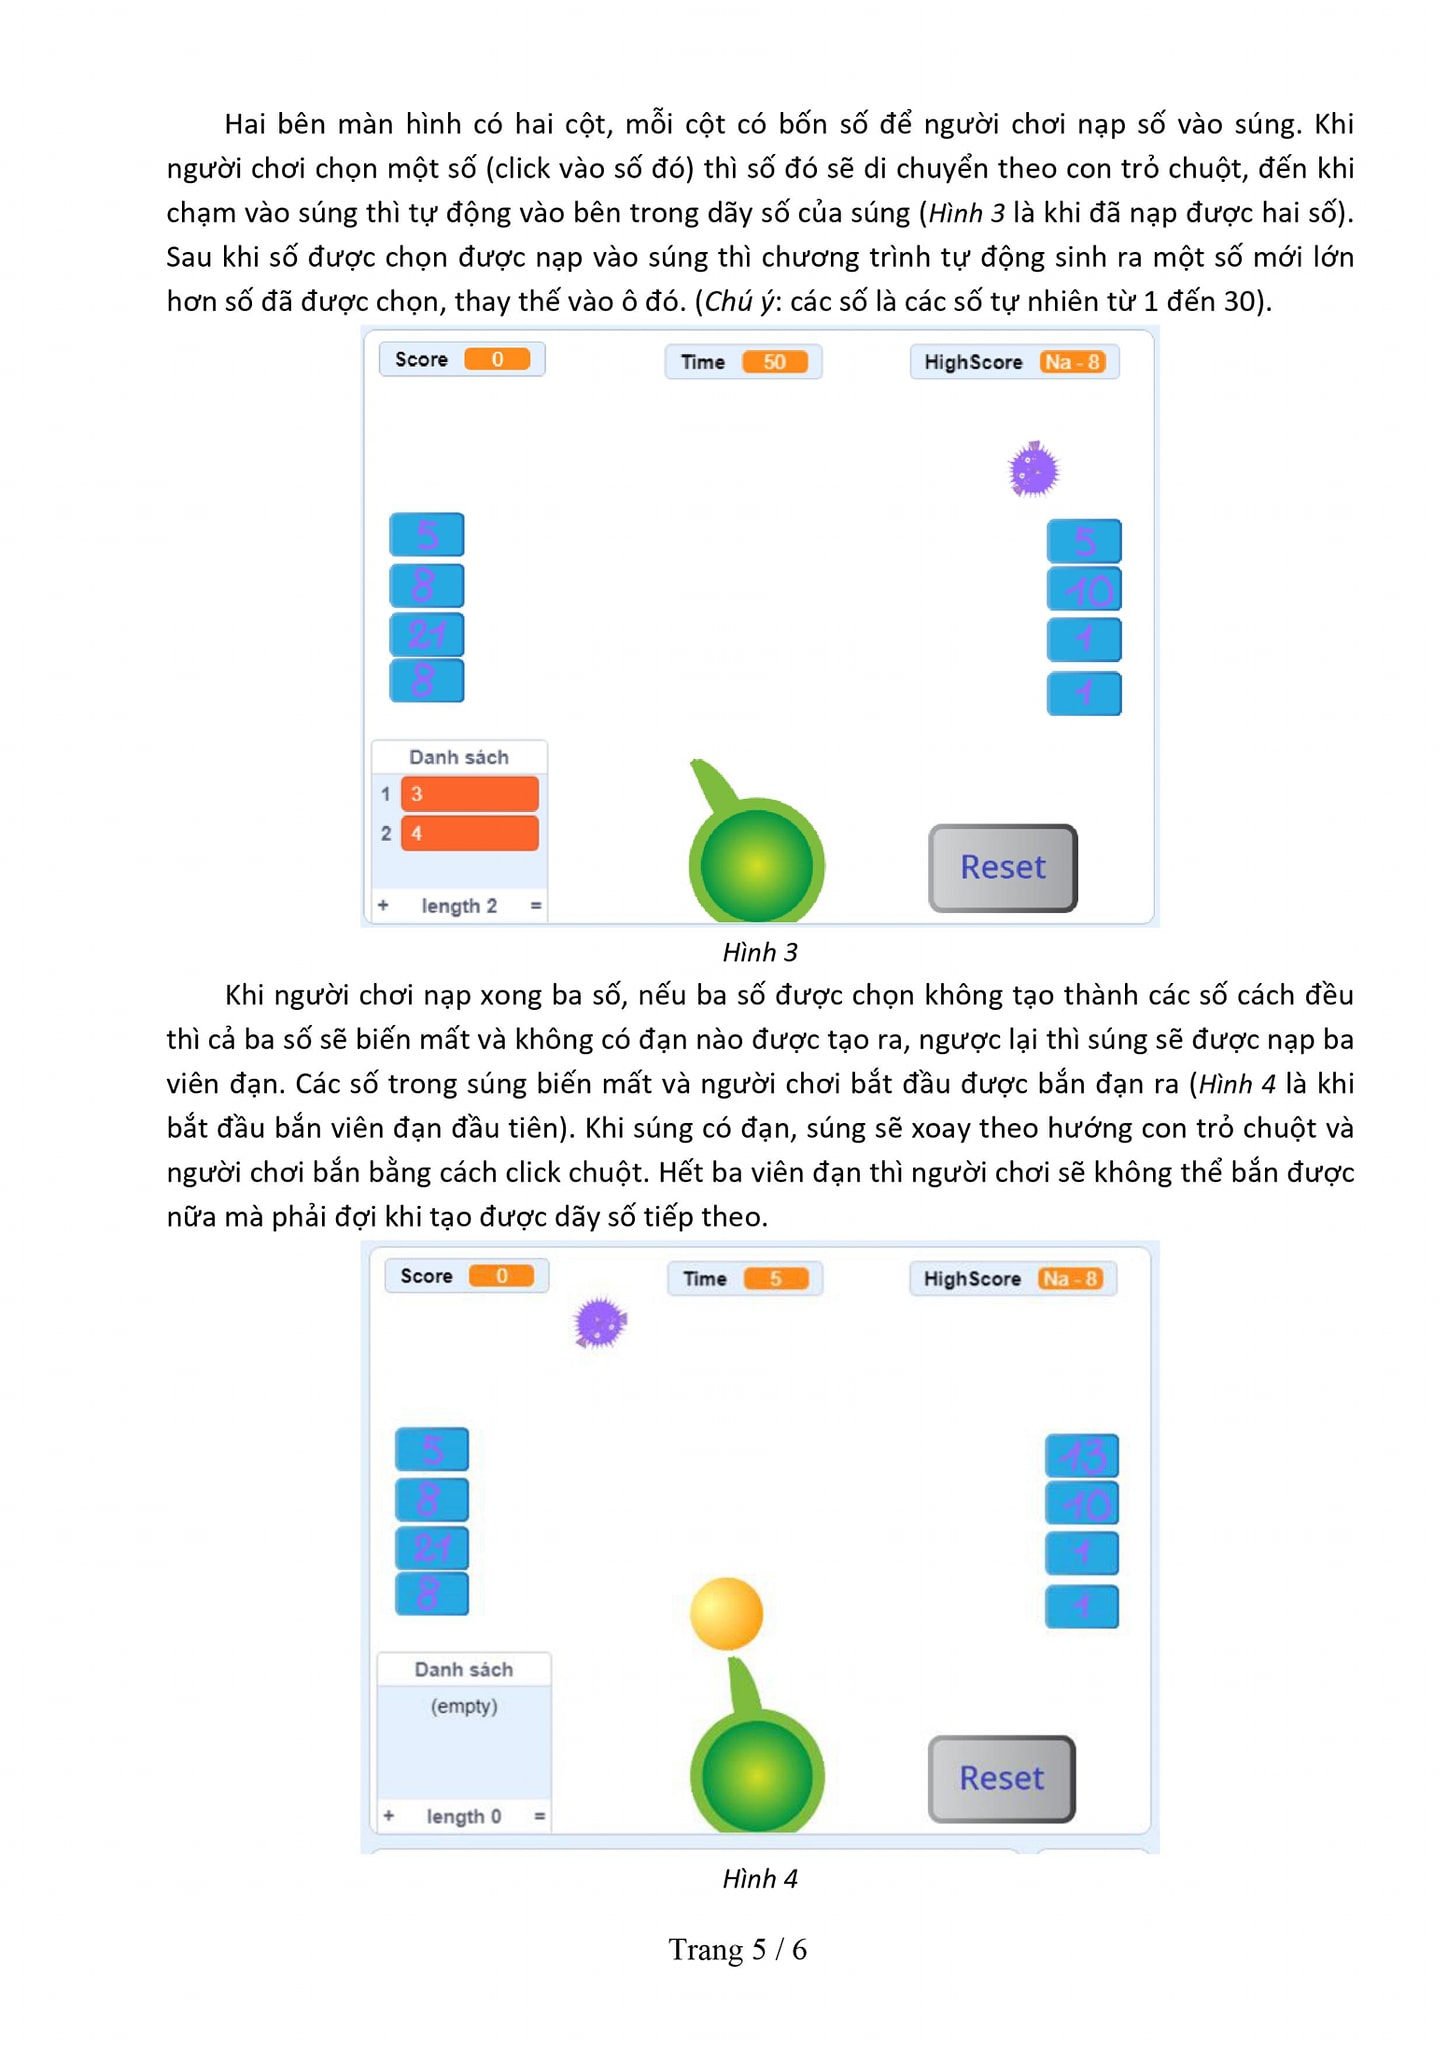 Hai bên màn hình có hai cột, mỗi cột có bốn số để người chơi nạp số vào súng. Khi
người chơi chọn một số (click vào số đó) thì số đó sẽ di chuyển theo con trỏ chuột, đến khi
chạm vào súng thì tự động vào bên trong dãy số của súng (Hình 3 là khi đã nạp được hai số).
Sau khi số được chọn được nạp vào súng thì chương trình tự động sinh ra một số mới lớn
hơn số đã được chọn, thay thế vào ô đó. (Chú ý: các số là các số tự nhiên từ 1 đến 30).
Score 0 Time 50 HighScore Na - 8
5 5
8 10
21 1
8 1
Danh sách
1 3
2 4
Reset
+ length 2 =
Hình 3
Khi người chơi nạp xong ba số, nếu ba số được chọn không tạo thành các số cách đều
thì cả ba số sẽ biến mất và không có đạn nào được tạo ra, ngược lại thì súng sẽ được nạp ba
viên đạn. Các số trong súng biến mất và người chơi bắt đầu được bắn đạn ra (Hình 4 là khi
bắt đầu bắn viên đạn đầu tiên). Khi súng có đạn, súng sẽ xoay theo hướng con trỏ chuột và
người chơi bắn bằng cách click chuột. Hết ba viên đạn thì người chơi sẽ không thể bắn được
nữa mà phải đợi khi tạo được dãy số tiếp theo.
Score 0 Time 5 HighScore Na - 8
5 13
8 10
21 1
8 1
Danh sách
(empty)
Reset
+ length 0 =
Hình 4
Trang 5 / 6